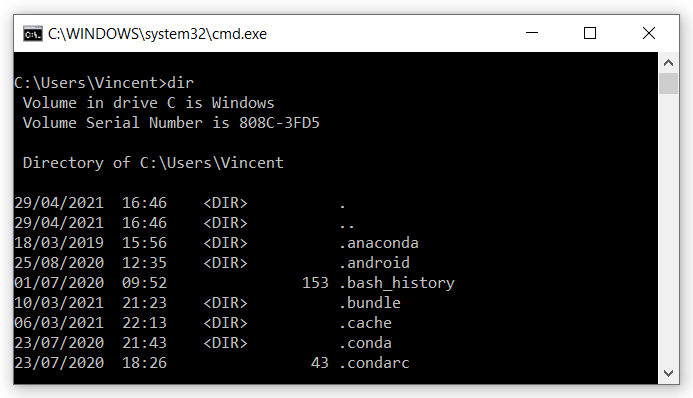 C:\WINDOWS\system32\cmd.exe
C:\Users\Vincent>dir
 Volume in drive C is Windows
 Volume Serial Number is 808C-3FD5
 Directory of C:\Users\Vincent
29/04/2021  16:46    <DIR>          .
29/04/2021  16:46    <DIR>          ..
18/03/2019  15:56    <DIR>          .anaconda
25/08/2020  12:35    <DIR>          .android
01/07/2020  09:52               153 .bash_history
10/03/2021  21:23    <DIR>          .bundle
06/03/2021  22:13    <DIR>          .cache
23/07/2020  21:43    <DIR>          .conda
23/07/2020  18:26                43 .condarc